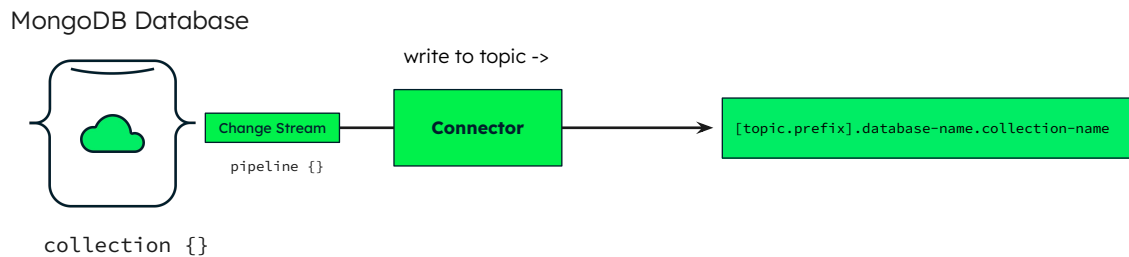 MongoDB Database
write to topic ->
Change Stream
Connector
[topic.prefix].database-name.collection-name
pipeline {}
collection {}